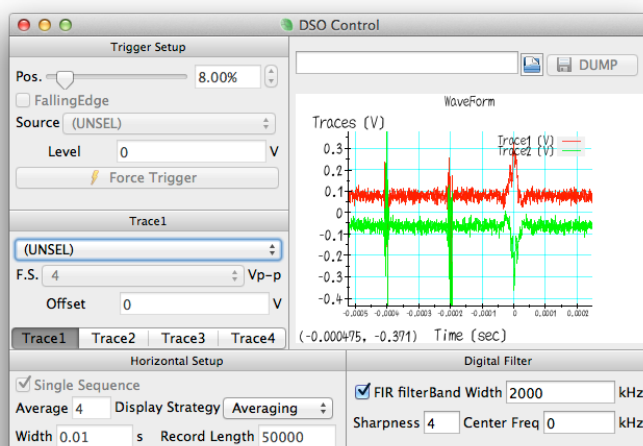 DSO Control
Trigger Setup
Pos. 8.00%
FallingEdge
Source (UNSEL)
Level 0 V
Force Trigger
Trace1
(UNSEL)
F.S. 4 Vp-p
Offset 0 V
Trace1 Trace2 Trace3 Trace4
DUMP
WaveForm
Traces (V)
Trace1 (V)
Trace2 (V)
0.3
0.2
0.1
0
-0.1
-0.2
-0.3
-0.4
-0.0005 -0.0004 -0.0003 -0.0002 -0.0001 0 0.0001 0.0002
(-0.000475, -0.371) Time (sec)
Horizontal Setup
Single Sequence
Average 4 Display Strategy Averaging
Width 0.01 s Record Length 50000
Digital Filter
FIR filter Band Width 2000 kHz
Sharpness 4 Center Freq 0 kHz